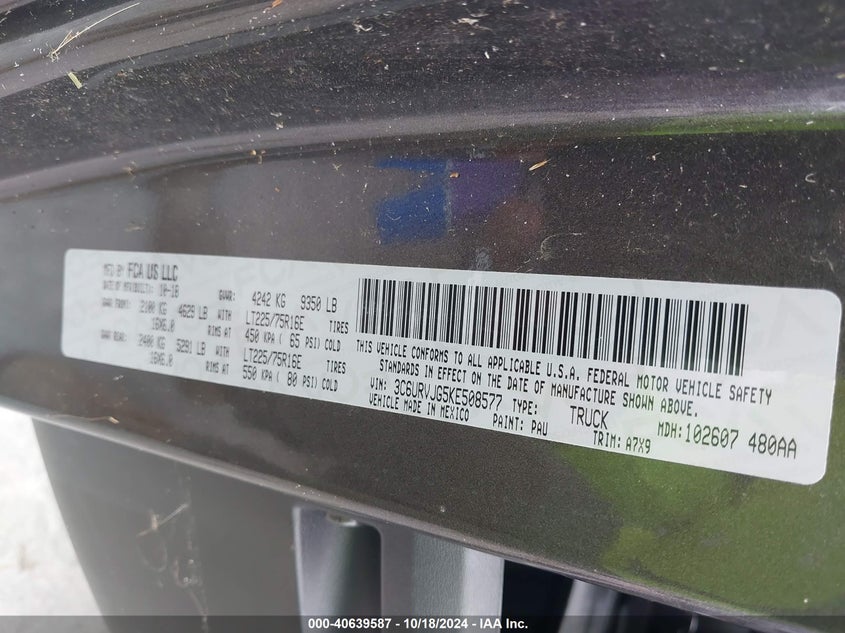 MFD BY FCA US LLC
DATE OF MFR(BUILT): 10-18 GVWR: 4242 KG 9350 LB
GAWR FRONT: 2100 KG 4629 LB WITH LT225/75R16E TIRES
16X6.0 RIMS AT 450 KPA ( 65 PSI) COLD
GAWR REAR: 2400 KG 5291 LB WITH LT225/75R16E TIRES
16X6.0 RIMS AT 550 KPA ( 80 PSI) COLD
THIS VEHICLE CONFORMS TO ALL APPLICABLE U.S.A. FEDERAL MOTOR VEHICLE SAFETY
STANDARDS IN EFFECT ON THE DATE OF MANUFACTURE SHOWN ABOVE.
VIN: 3C6URVJG5KE508577 TYPE: TRUCK MDH: 102607 480AA
VEHICLE MADE IN MEXICO PAINT: PAU TRIM: A7X9
000-40639587 - 10/18/2024 - IAA Inc.